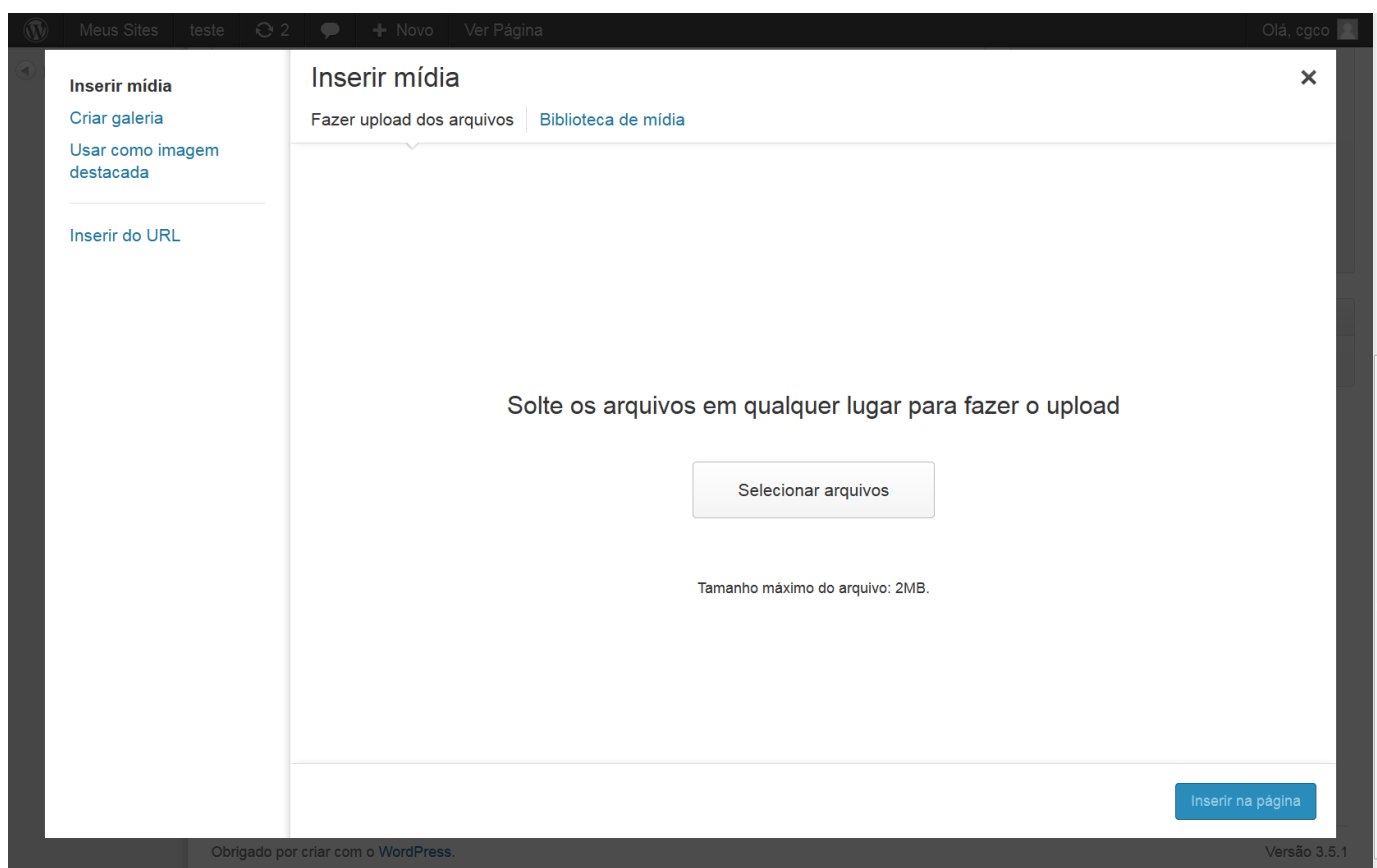 Meus Sites teste 2 Novo Ver Página Olá, cgco
Inserir mídia
Criar galeria
Usar como imagem
destacada
Inserir do URL
Inserir mídia
Fazer upload dos arquivos Biblioteca de mídia
Solte os arquivos em qualquer lugar para fazer o upload
Selecionar arquivos
Tamanho máximo do arquivo: 2MB.
Inserir na página
Obrigado por criar com o WordPress. Versão 3.5.1